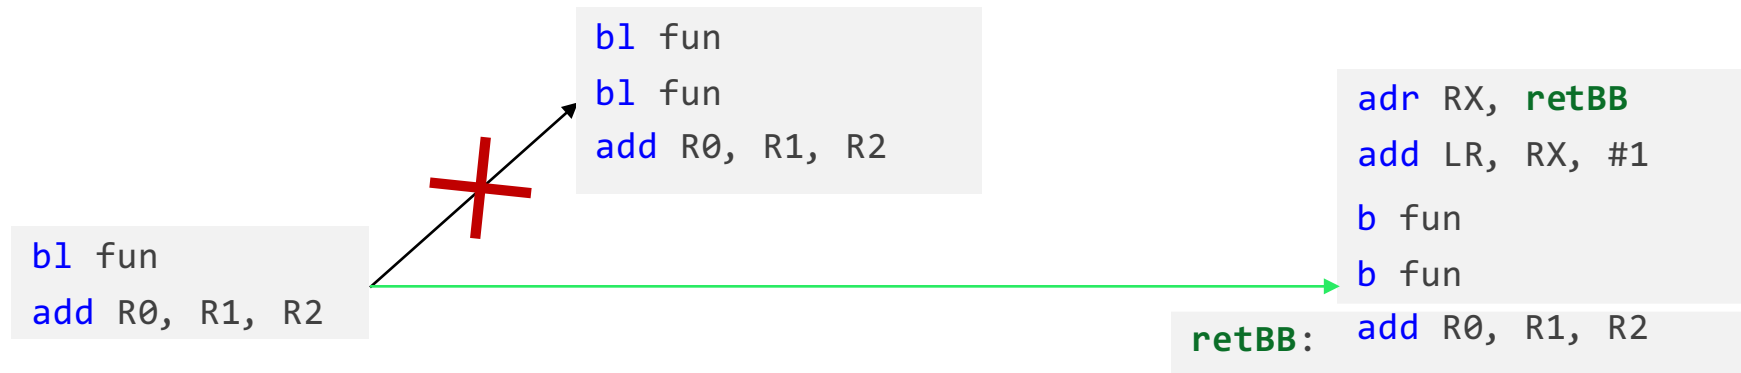 bl fun
add R0, R1, R2
bl fun
bl fun
add R0, R1, R2
adr RX, retBB
add LR, RX, #1
b fun
b fun
retBB: add R0, R1, R2